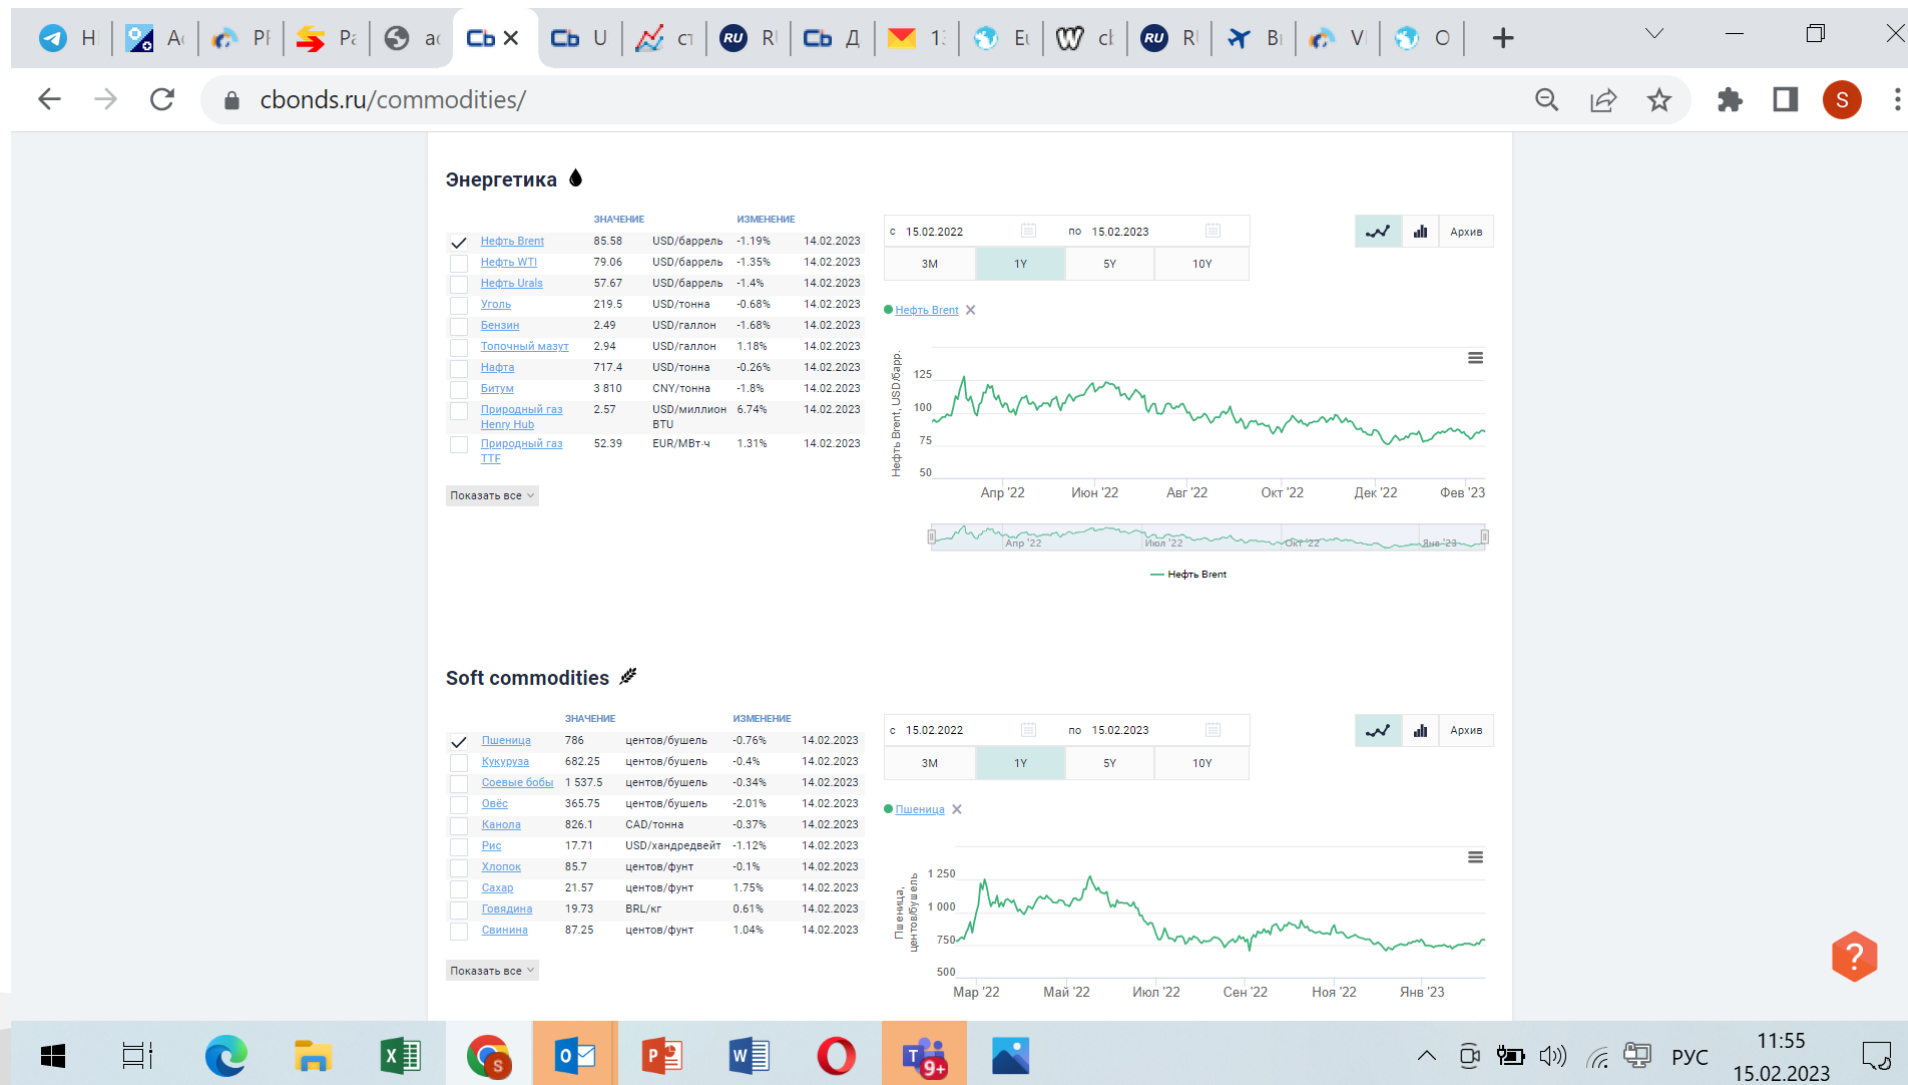 cbonds.ru/commodities/
S
Энергетика
ЗНАЧЕНИЕ ИЗМЕНЕНИЕ
Нефть Brent 85.58 USD/баррель -1.19% 14.02.2023
Нефть WTI 79.06 USD/баррель -1.35% 14.02.2023
Нефть Urals 57.67 USD/баррель -1.4% 14.02.2023
Уголь 219.5 USD/тонна -0.68% 14.02.2023
Бензин 2.49 USD/галлон -1.68% 14.02.2023
Топочный мазут 2.94 USD/галлон 1.18% 14.02.2023
Нафта 717.4 USD/тонна -0.26% 14.02.2023
Битум 3 810 CNY/тонна -1.8% 14.02.2023
Природный газ 2.57 USD/миллион 6.74% 14.02.2023
Henry Hub BTU
Природный газ 52.39 EUR/МВт-ч 1.31% 14.02.2023
TTF
Показать все
с 15.02.2022 по 15.02.2023
3M 1Y 5Y 10Y
Архив
Нефть Brent
Нефть Brent, USD/барр.
125
100
75
50
Апр '22 Июн '22 Авг '22 Окт '22 Дек '22 Фев '23
Апр '22 Июл '22 Окт '22 Янв '23
Нефть Brent
Soft commodities
ЗНАЧЕНИЕ ИЗМЕНЕНИЕ
Пшеница 786 центов/бушель -0.76% 14.02.2023
Кукуруза 682.25 центов/бушель -0.4% 14.02.2023
Соевые бобы 1 537.5 центов/бушель -0.34% 14.02.2023
Овёс 365.75 центов/бушель -2.01% 14.02.2023
Канола 826.1 CAD/тонна -0.37% 14.02.2023
Рис 17.71 USD/хандредвейт -1.12% 14.02.2023
Хлопок 85.7 центов/фунт -0.1% 14.02.2023
Сахар 21.57 центов/фунт 1.75% 14.02.2023
Говядина 19.73 BRL/кг 0.61% 14.02.2023
Свинина 87.25 центов/фунт 1.04% 14.02.2023
Показать все
с 15.02.2022 по 15.02.2023
3M 1Y 5Y 10Y
Архив
Пшеница
Пшеница,
центов/бушель
1 250
1 000
750
500
Мар '22 Май '22 Июл '22 Сен '22 Ноя '22 Янв '23
?
9+
РУС
11:55
15.02.2023